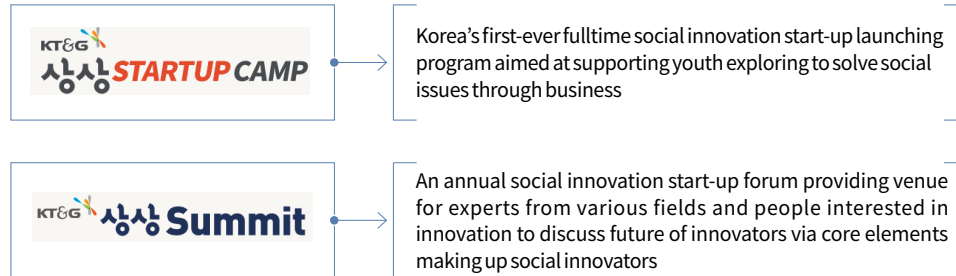 KT&G
상상 STARTUP CAMP
Korea's first-ever fulltime social innovation start-up launching
program aimed at supporting youth exploring to solve social
issues through business
KT&G
상상 Summit
An annual social innovation start-up forum providing venue
for experts from various fields and people interested in
innovation to discuss future of innovators via core elements
making up social innovators